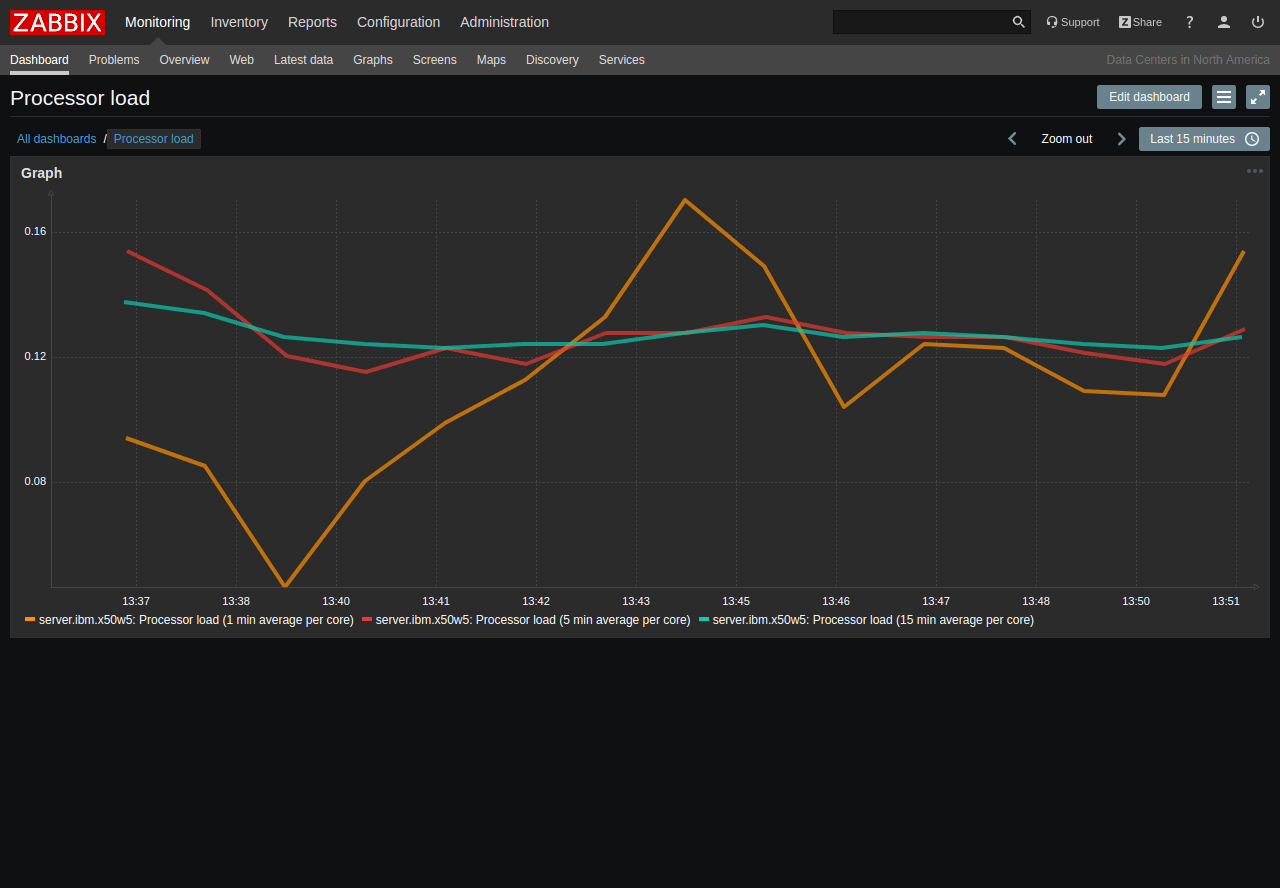 ZABBIX Monitoring Inventory Reports Configuration Administration Support Z Share ?
Dashboard Problems Overview Web Latest data Graphs Screens Maps Discovery Services Data Centers in North America
Processor load Edit dashboard
All dashboards / Processor load Zoom out Last 15 minutes
Graph
0.16
0.12
0.08
13:37 13:38 13:40 13:41 13:42 13:43 13:45 13:46 13:47 13:48 13:50 13:51
server.ibm.x50w5: Processor load (1 min average per core) server.ibm.x50w5: Processor load (5 min average per core) server.ibm.x50w5: Processor load (15 min average per core)